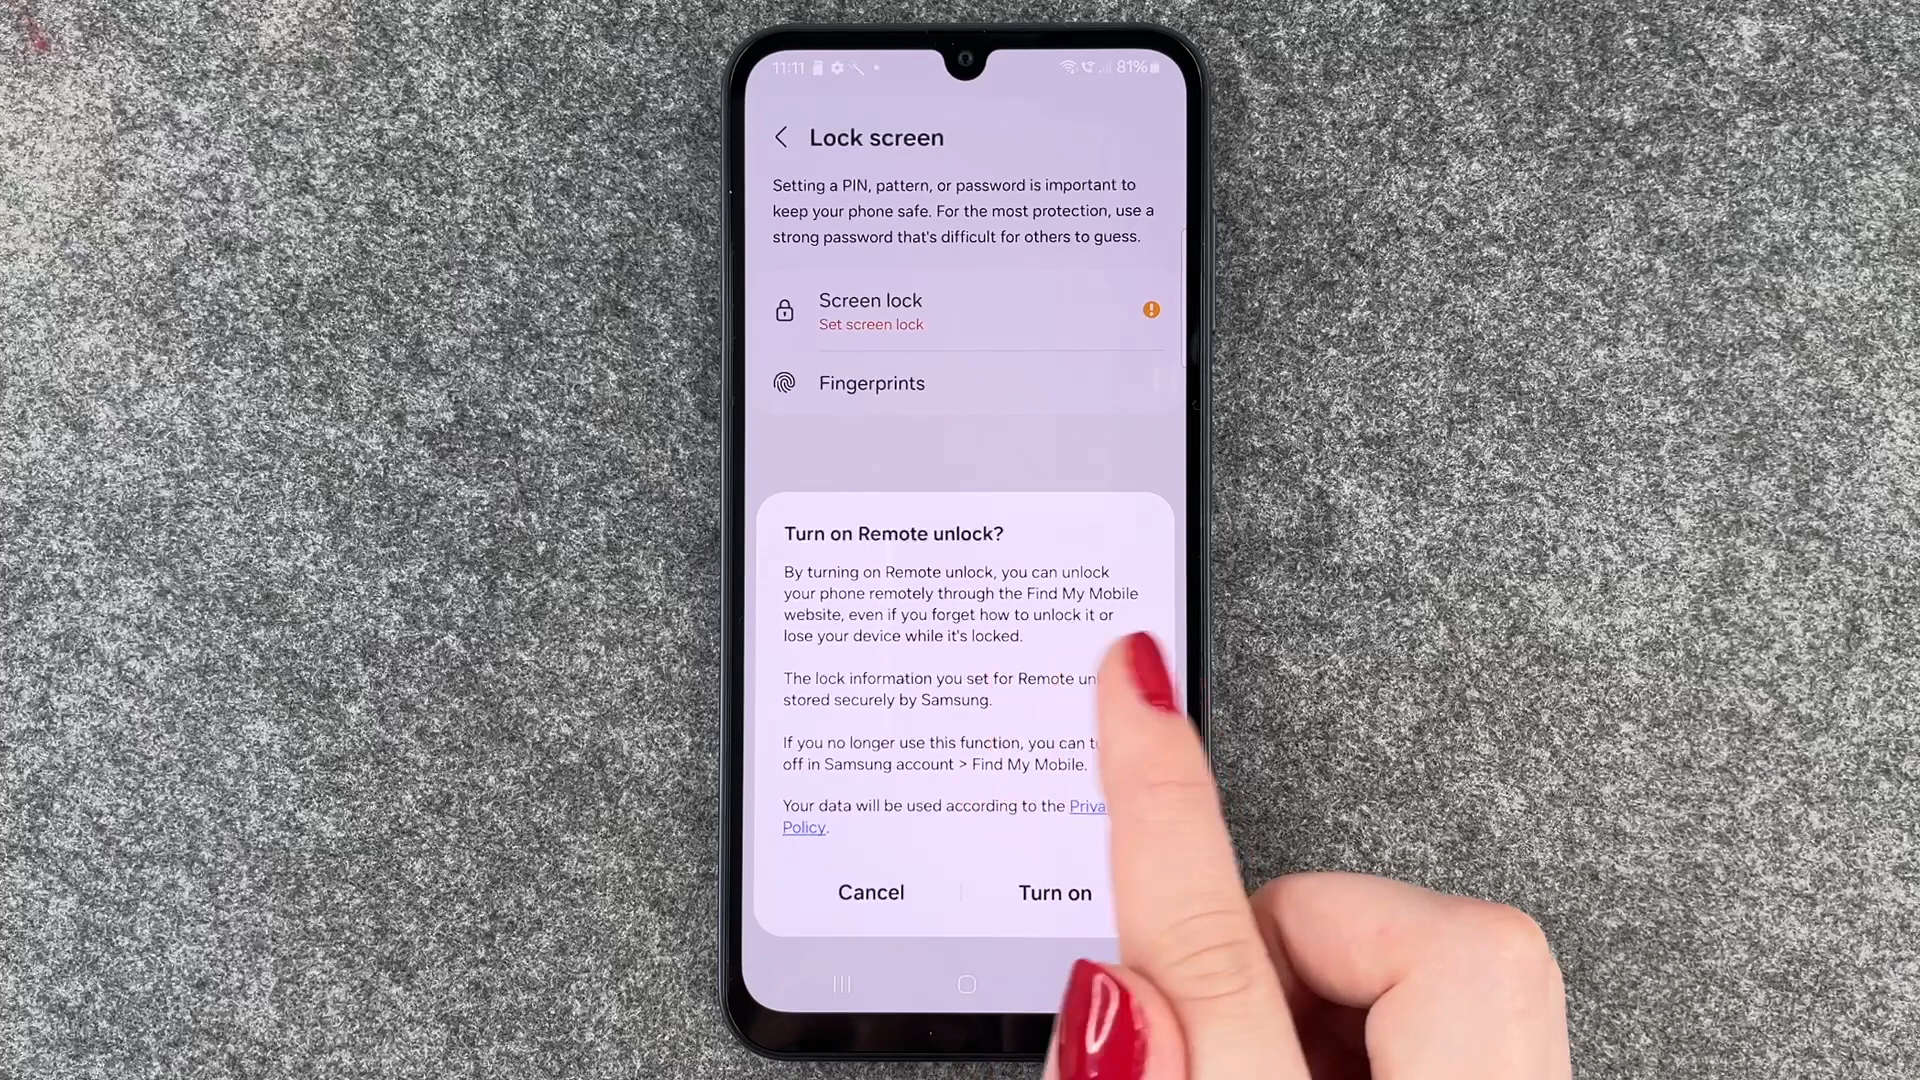 11:11
81%
Lock screen
Setting a PIN, pattern, or password is important to
keep your phone safe. For the most protection, use a
strong password that's difficult for others to guess.
Screen lock
Set screen lock
Fingerprints
Turn on Remote unlock?
By turning on Remote unlock, you can unlock
your phone remotely through the Find My Mobile
website, even if you forget how to unlock it or
lose your device while it's locked.
The lock information you set for Remote
stored securely by Samsung.
If you no longer use this function, you can
off in Samsung account > Find My Mobile.
Your data will be used according to the
Policy.
Cancel
Turn on